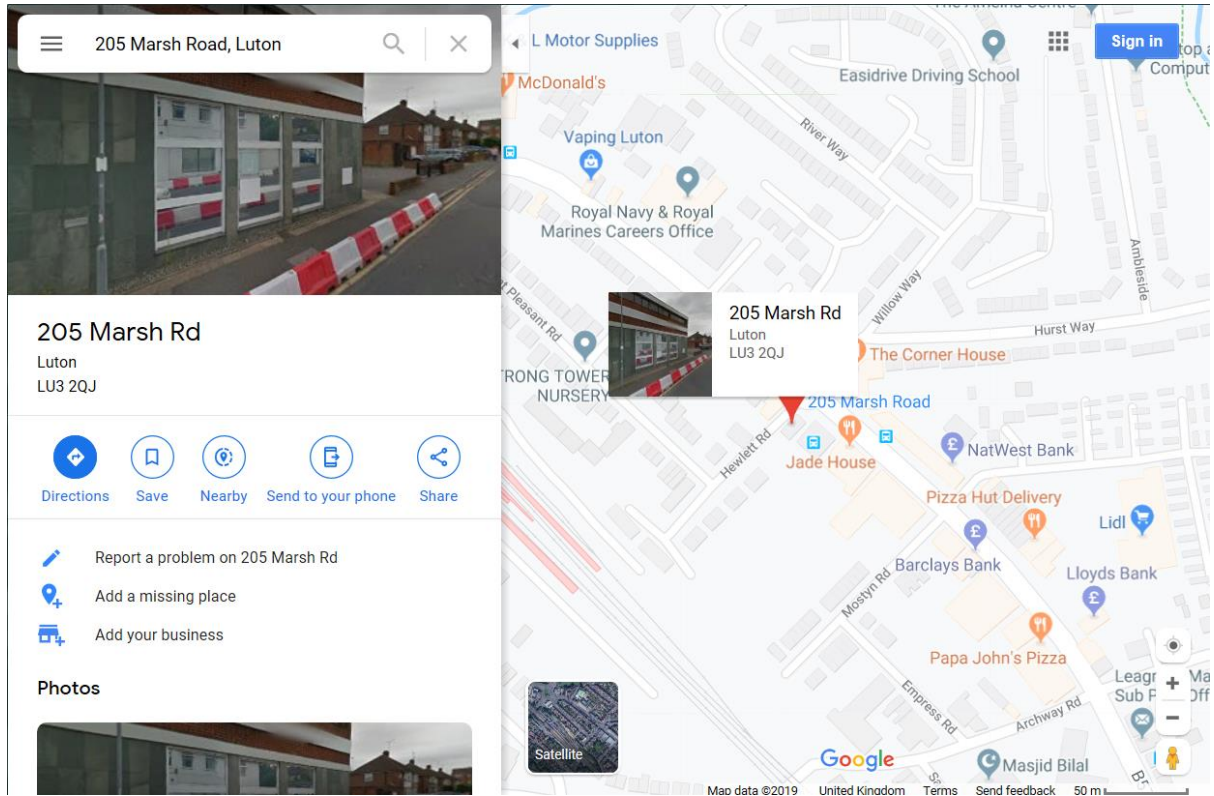 205 Marsh Road, Luton
205 Marsh Rd
Luton
LU3 2QJ
Directions
Save
Nearby
Send to your phone
Share
Report a problem on 205 Marsh Rd
Add a missing place
Add your business
Photos
L Motor Supplies
McDonald's
Easidrive Driving School
Sign in
Comput
River Way
Vaping Luton
Royal Navy & Royal
Marines Careers Office
Ambleside
Willow Way
t Pleasant Rd
205 Marsh Rd
Luton
LU3 2QJ
Hurst Way
The Corner House
TRONG TOWER
NURSERY
205 Marsh Road
Hewlett Rd
Jade House
NatWest Bank
Pizza Hut Delivery
Lidl
Barclays Bank
Lloyds Bank
Mostyn Rd
Papa John's Pizza
Leagr
Ma
Sub P
Off
Empress Rd
Archway Rd
Satellite
Google
Masjid Bilal
Map data ©2019
United Kingdom
Terms
Send feedback
50 m